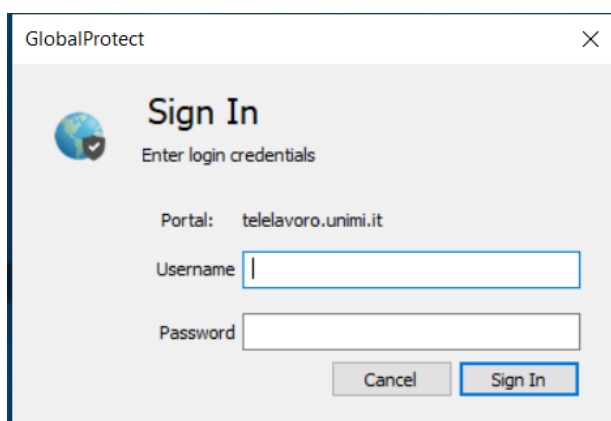 GlobalProtect
Sign In
Enter login credentials
Portal: telelavoro.unimi.it
Username
Password
Cancel Sign In